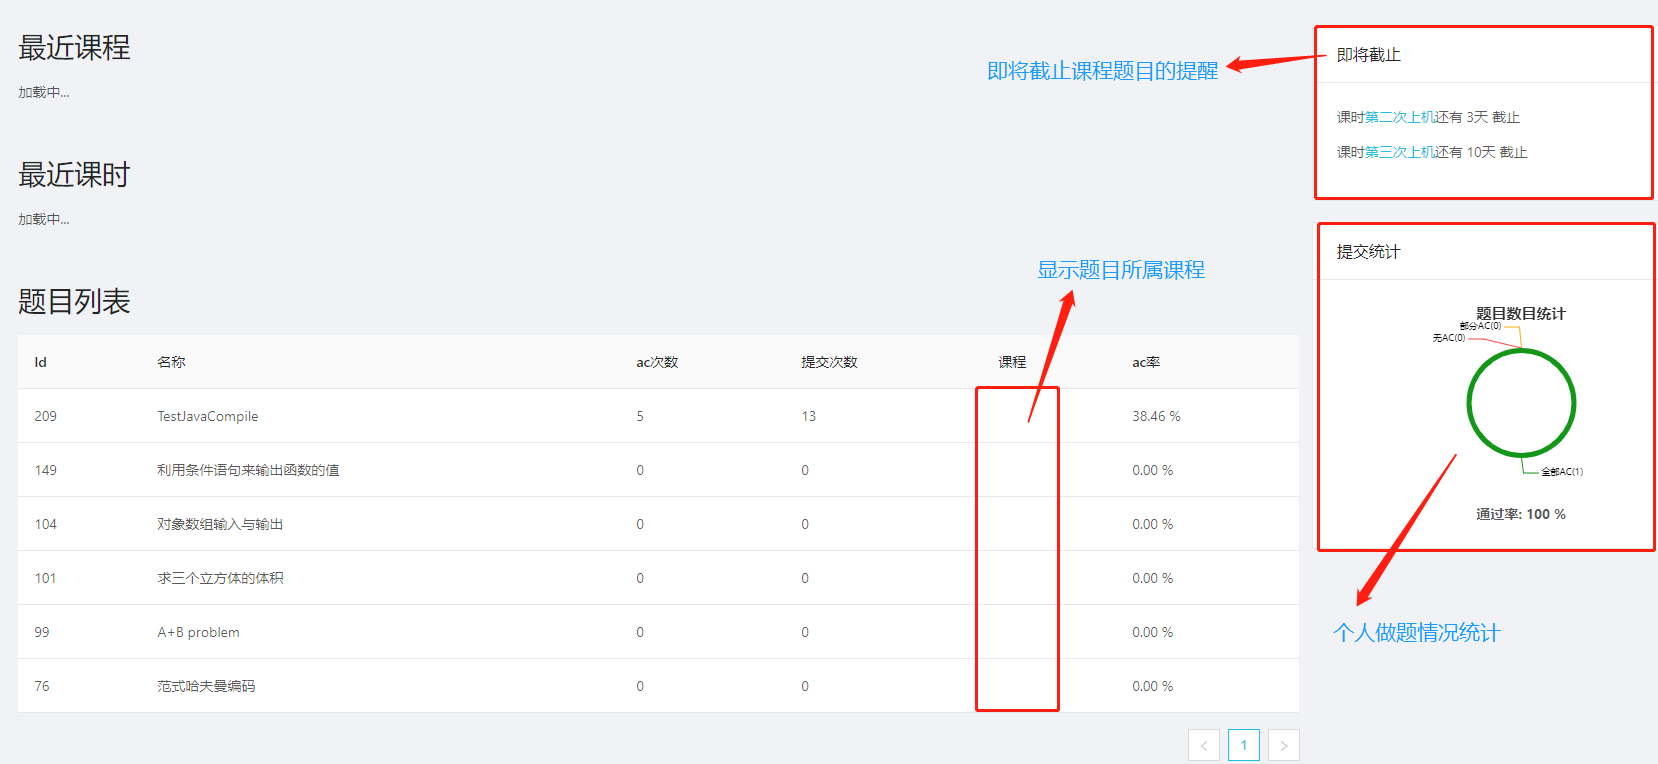 最近课程
加载中...
最近课时
加载中...
题目列表
Id 名称 ac次数 提交次数 课程 ac率
209 TestJavaCompile 5 13 38.46 %
149 利用条件语句来输出函数的值 0 0 0.00 %
104 对象数组输入与输出 0 0 0.00 %
101 求三个立方体的体积 0 0 0.00 %
99 A+B problem 0 0 0.00 %
76 范式哈夫曼编码 0 0 0.00 %
< 1 >
即将截止课程题目的提醒
显示题目所属课程
即将截止
课时第二次上机还有 3天 截止
课时第三次上机还有 10天 截止
提交统计
题目数目统计
部分AC(0)
无AC(0)
全部AC(1)
通过率: 100 %
个人做题情况统计